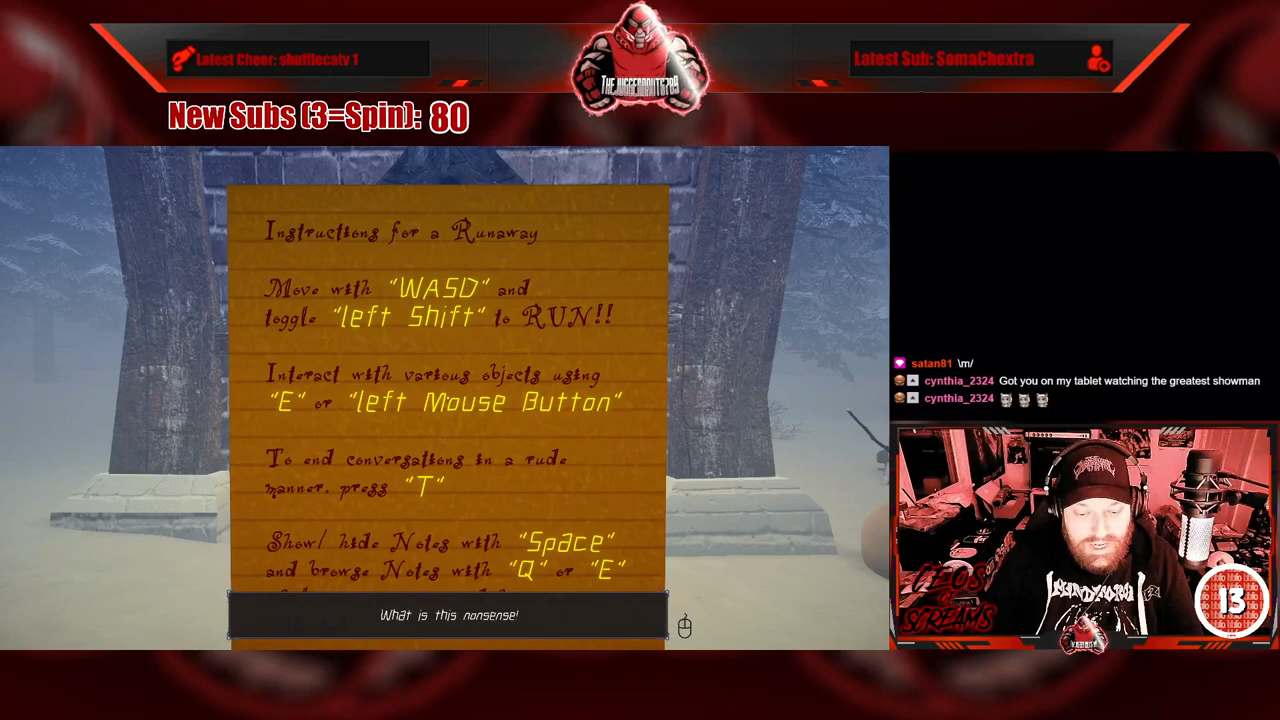 Latest Cheer: shufflecatv 1
THEJUGGERNAUT6789
Latest Sub: SomaChextra
New Subs (3=Spin): 80
Instructions for a Runaway
Move with "WASD" and
toggle "left Shift" to RUN!!
Interact with various objects using
"E" or "left Mouse Button"
To end conversations in a rude
manner, press "T"
Show/ hide Notes with "Space"
and browse Notes with "Q" or "E"
What is this nonsense!
satan81 \m/
cynthia_2324 Got you on my tablet watching the greatest showman
cynthia_2324
SCREAMS
13